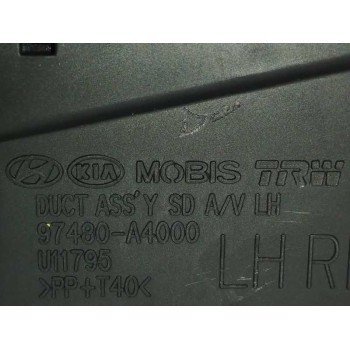 KIA MOBIS TRW
DUCT ASS'Y SD A/V LH
97480-A4000
U11795
LH R
>PP+T40<